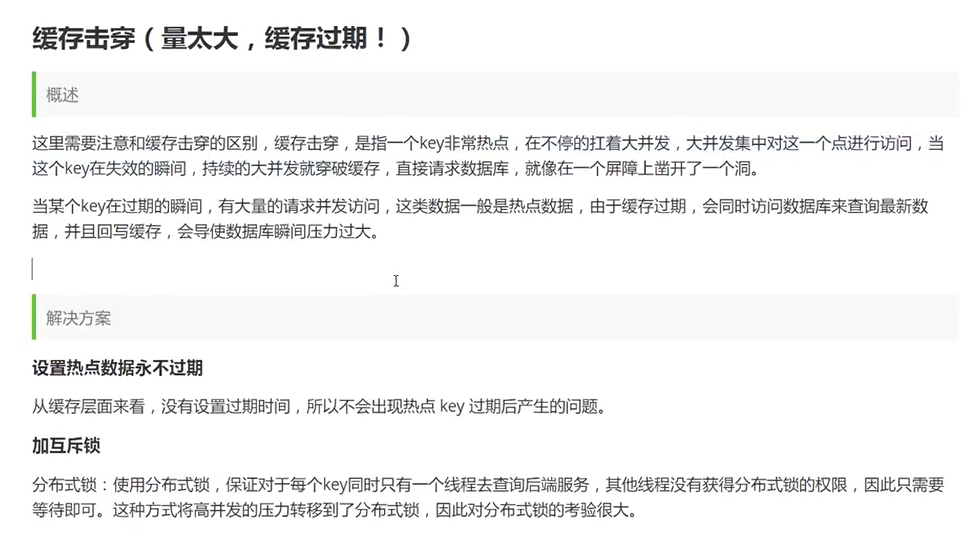 缓存击穿（量太大，缓存过期！）
概述
这里需要注意和缓存击穿的区别，缓存击穿，是指一个key非常热点，在不停的扛着大并发，大并发集中对这一个点进行访问，当
这个key在失效的瞬间，持续的大并发就穿破缓存，直接请求数据库，就像在一个屏障上凿开了一个洞。
当某个key在过期的瞬间，有大量的请求并发访问，这类数据一般是热点数据，由于缓存过期，会同时访问数据库来查询最新数
据，并且回写缓存，会导使数据库瞬间压力过大。
解决方案
设置热点数据永不过期
从缓存层面来看，没有设置过期时间，所以不会出现热点 key 过期后产生的问题。
加互斥锁
分布式锁：使用分布式锁，保证对于每个key同时只有一个线程去查询后端服务，其他线程没有获得分布式锁的权限，因此只需要
等待即可。这种方式将高并发的压力转移到了分布式锁，因此对分布式锁的考验很大。